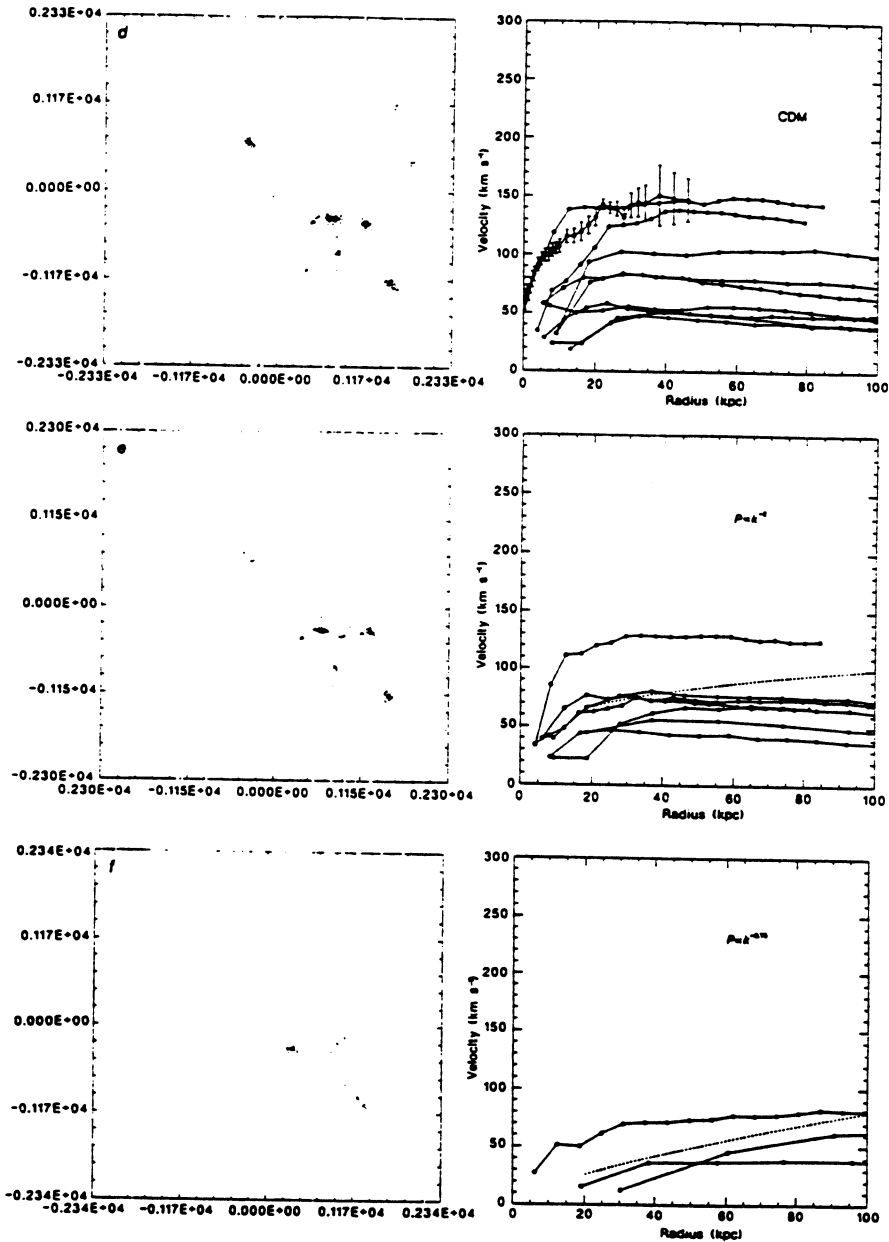 d
0.233E+04
0.117E+04
0.000E+00
-0.117E+04
-0.233E+04
-0.233E+04 -0.117E+04 0.000E+00 0.117E+04 0.233E+04
CDM
Velocity (km s⁻¹)
300
250
200
150
100
50
0
0 20 40 60 80 100
Radius (kpc)
e
0.230E+04
0.115E+04
0.000E+00
-0.115E+04
-0.230E+04
0.230E+04 -0.115E+04 0.000E+00 0.115E+04 0.230E+04
Velocity (km s⁻¹)
300
250
200
150
100
50
0
0 20 40 60 80 100
Radius (kpc)
f
0.234E+04
0.117E+04
0.000E+00
-0.117E+04
-0.234E+04
-0.234E+04 -0.117E+04 0.000E+00 0.117E+04 0.234E+04
Velocity (km s⁻¹)
300
250
200
150
100
50
0
0 20 40 60 80 100
Radius (kpc)